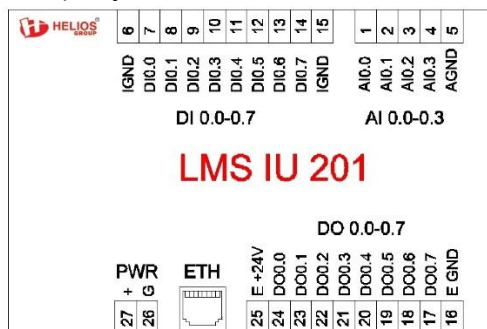 HELIOS
GROUP
6 7 8 9 10 11 12 13 14 15 1 2 3 4 5
IGND DI0.0 DI0.1 DI0.2 DI0.3 DI0.4 DI0.5 DI0.6 DI0.7 IGND AI0.0 AI0.1 AI0.2 AI0.3 AGND
DI 0.0-0.7 AI 0.0-0.3
LMS IU 201
DO 0.0-0.7
PWR ETH
+ G E +24V DO0.0 DO0.1 DO0.2 DO0.3 DO0.4 DO0.5 DO0.6 DO0.7 E GND
27 26 25 24 23 22 21 20 19 18 17 16